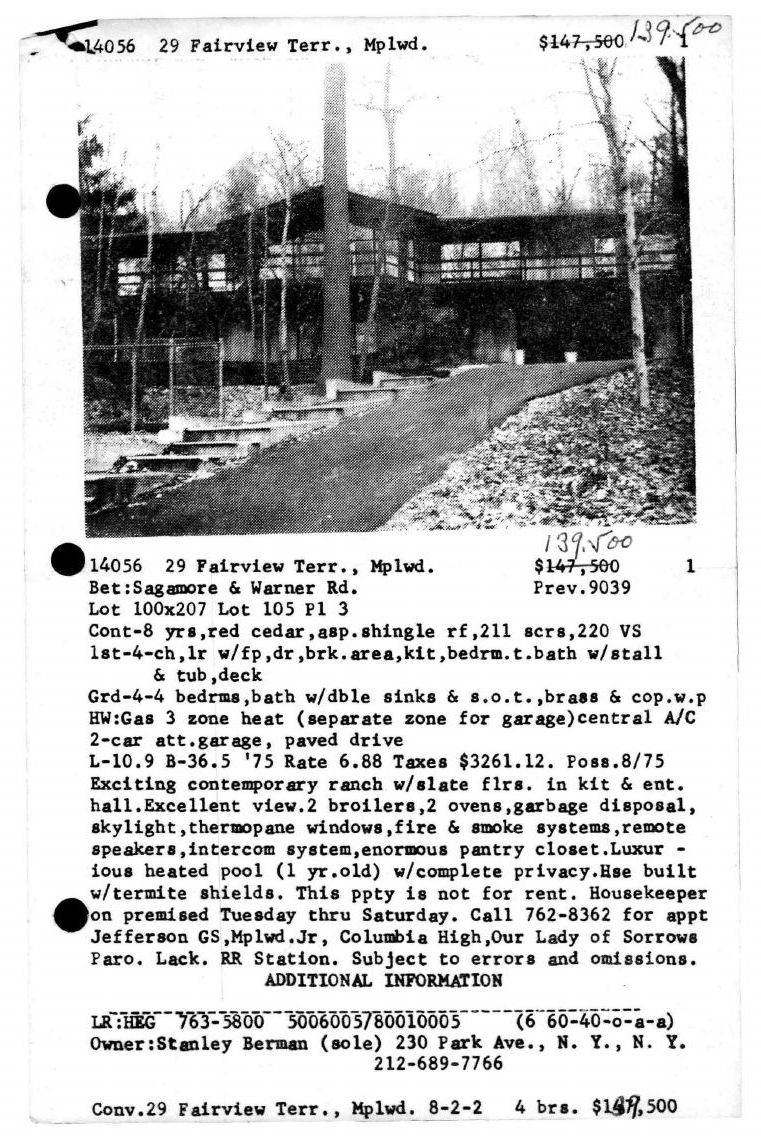 14056 29 Fairview Terr., Mplwd. $147,500 139,500 1
139,500
14056 29 Fairview Terr., Mplwd. $147,500 1
Bet:Sagamore & Warner Rd. Prev.9039
Lot 100x207 Lot 105 Pl 3
Cont-8 yrs,red cedar,asp.shingle rf,211 scrs,220 VS
1st-4-ch,lr w/fp,dr,brk.area,kit,bedrm.t.bath w/stall
& tub,deck
Grd-4-4 bedrms,bath w/dble sinks & s.o.t.,brass & cop.w.p
HW:Gas 3 zone heat (separate zone for garage)central A/C
2-car att.garage, paved drive
L-10.9 B-36.5 '75 Rate 6.88 Taxes $3261.12. Poss.8/75
Exciting contemporary ranch w/slate flrs. in kit & ent.
hall.Excellent view.2 broilers,2 ovens,garbage disposal,
skylight,thermopane windows,fire & smoke systems,remote
speakers,intercom system,enormous pantry closet.Luxur -
ious heated pool (1 yr.old) w/complete privacy.Hse built
w/termite shields. This ppty is not for rent. Housekeeper
on premised Tuesday thru Saturday. Call 762-8362 for appt
Jefferson GS,Mplwd.Jr, Columbia High,Our Lady of Sorrows
Paro. Lack. RR Station. Subject to errors and omissions.
ADDITIONAL INFORMATION
LR:HEG 763-5800 5006005/80010005 (6 60-40-o-a-a)
Owner:Stanley Berman (sole) 230 Park Ave., N. Y., N. Y.
212-689-7766
Conv.29 Fairview Terr., Mplwd. 8-2-2 4 brs. $139,500